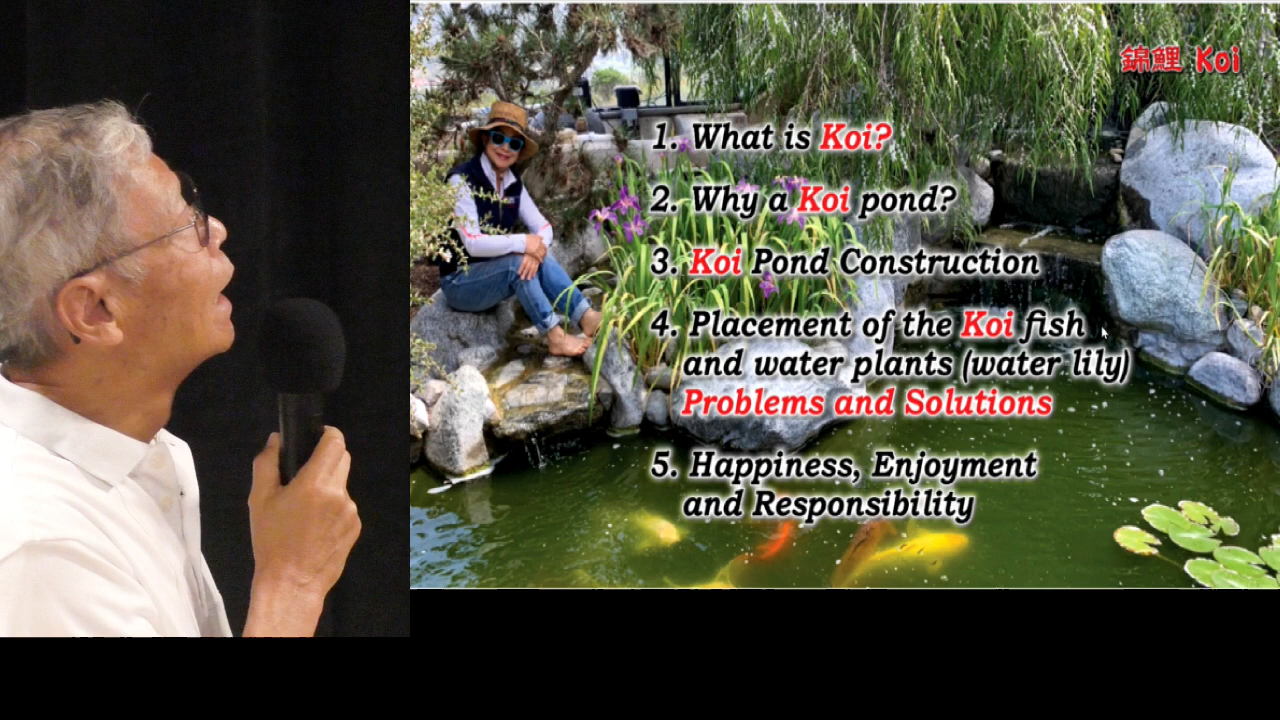 錦鯉 Koi
1. What is Koi?
2. Why a Koi pond?
3. Koi Pond Construction
4. Placement of the Koi fish
and water plants (water lily)
Problems and Solutions
5. Happiness, Enjoyment
and Responsibility